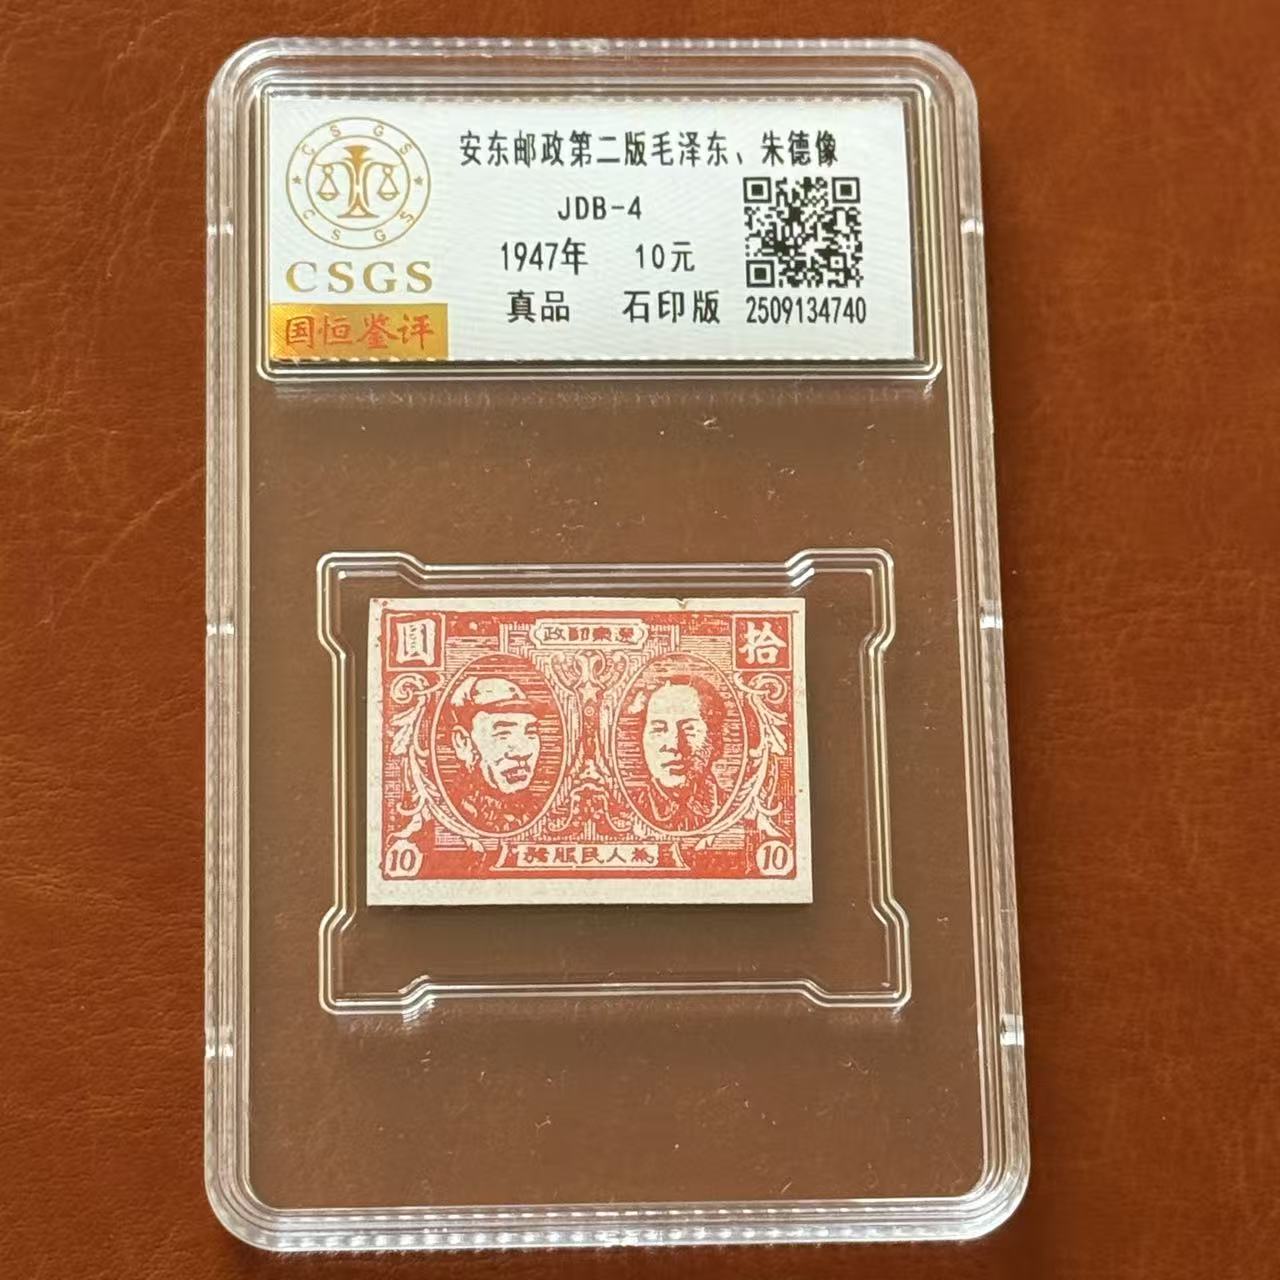 CSGS
CSGS
CSGS
国恒鉴评
安东邮政第二版毛泽东、朱德像
JDB-4
1947年 10元
真品 石印版
2509134740
圓 政郵東 拾
10 務服民人為 10